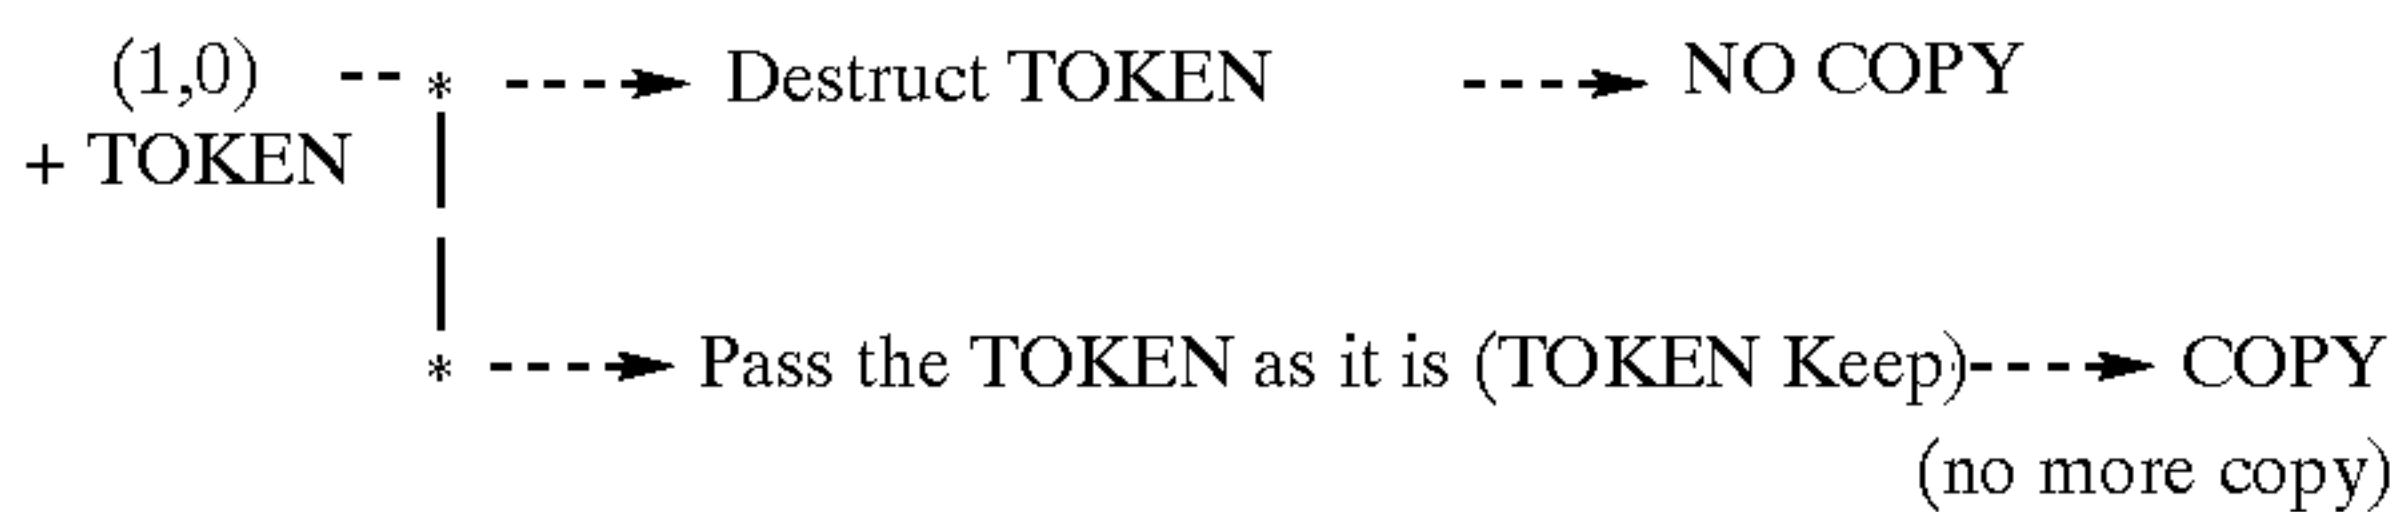 (1,0) --* ----> Destruct TOKEN ----> NO COPY
+ TOKEN
* ----> Pass the TOKEN as it is (TOKEN Keep)----> COPY
(no more copy)